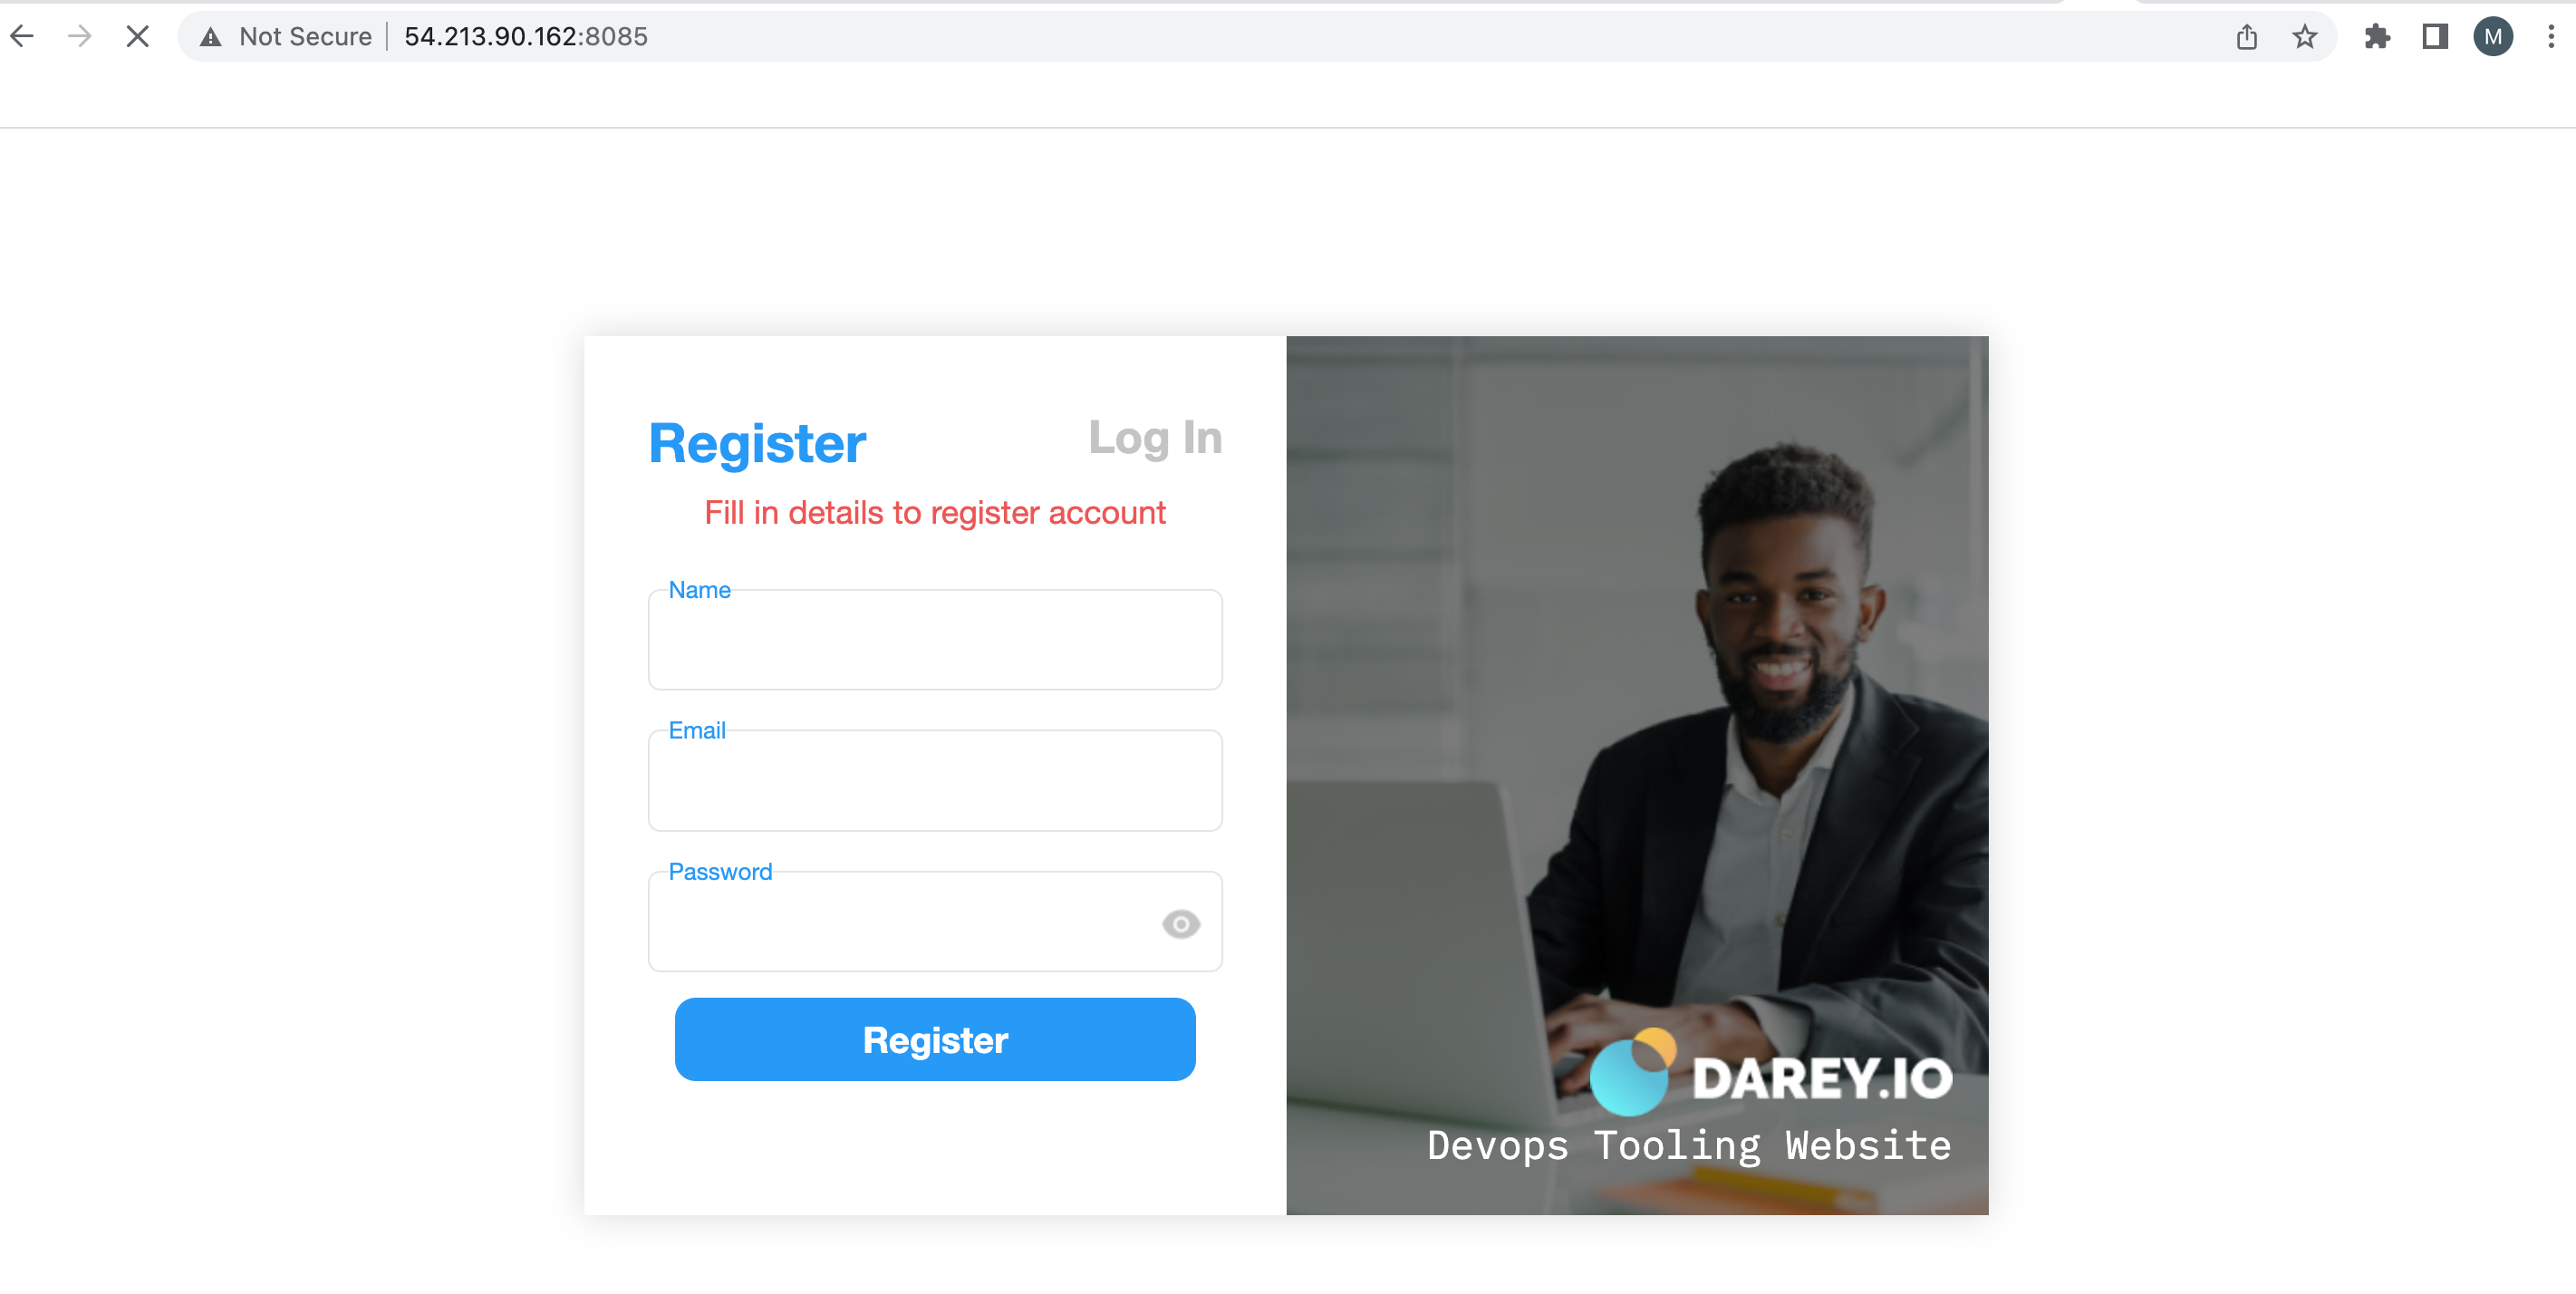 Not Secure 54.213.90.162:8085
M
Register
Log In
Fill in details to register account
Name
Email
Password
Register
DAREY.IO
Devops Tooling Website